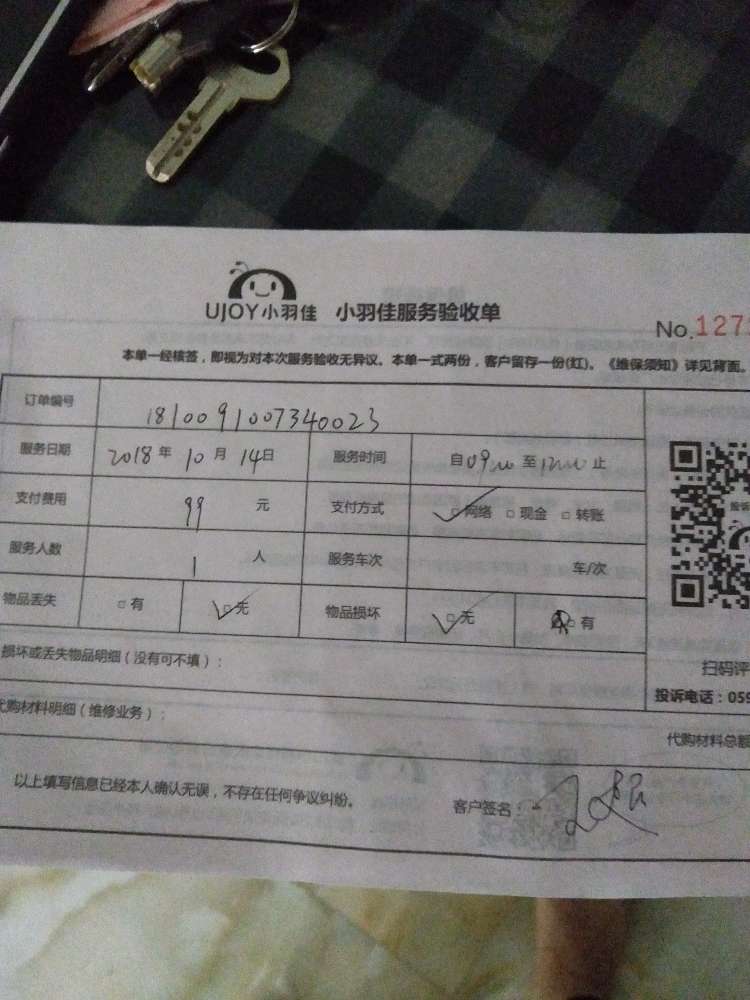 UJOY小羽佳 小羽佳服务验收单
No.127
本单一经核签，即视为对本次服务验收无异议。本单一式两份，客户留存一份(红)。《维保须知》详见背面。
订单编号 1810091007340023
服务日期 2018年 10月 14日 服务时间 自09:00至12:00止
支付费用 99 元 支付方式 □网络 □现金 □转账
服务人数 1 人 服务车次 车/次
物品丢失 □有 □无 物品损坏 □无 □有
扫码评
损坏或丢失物品明细（没有可不填）：
投诉电话：059
代购材料明细（维修业务）：
代购材料总额
以上填写信息已经本人确认无误，不存在任何争议纠纷。
客户签名：